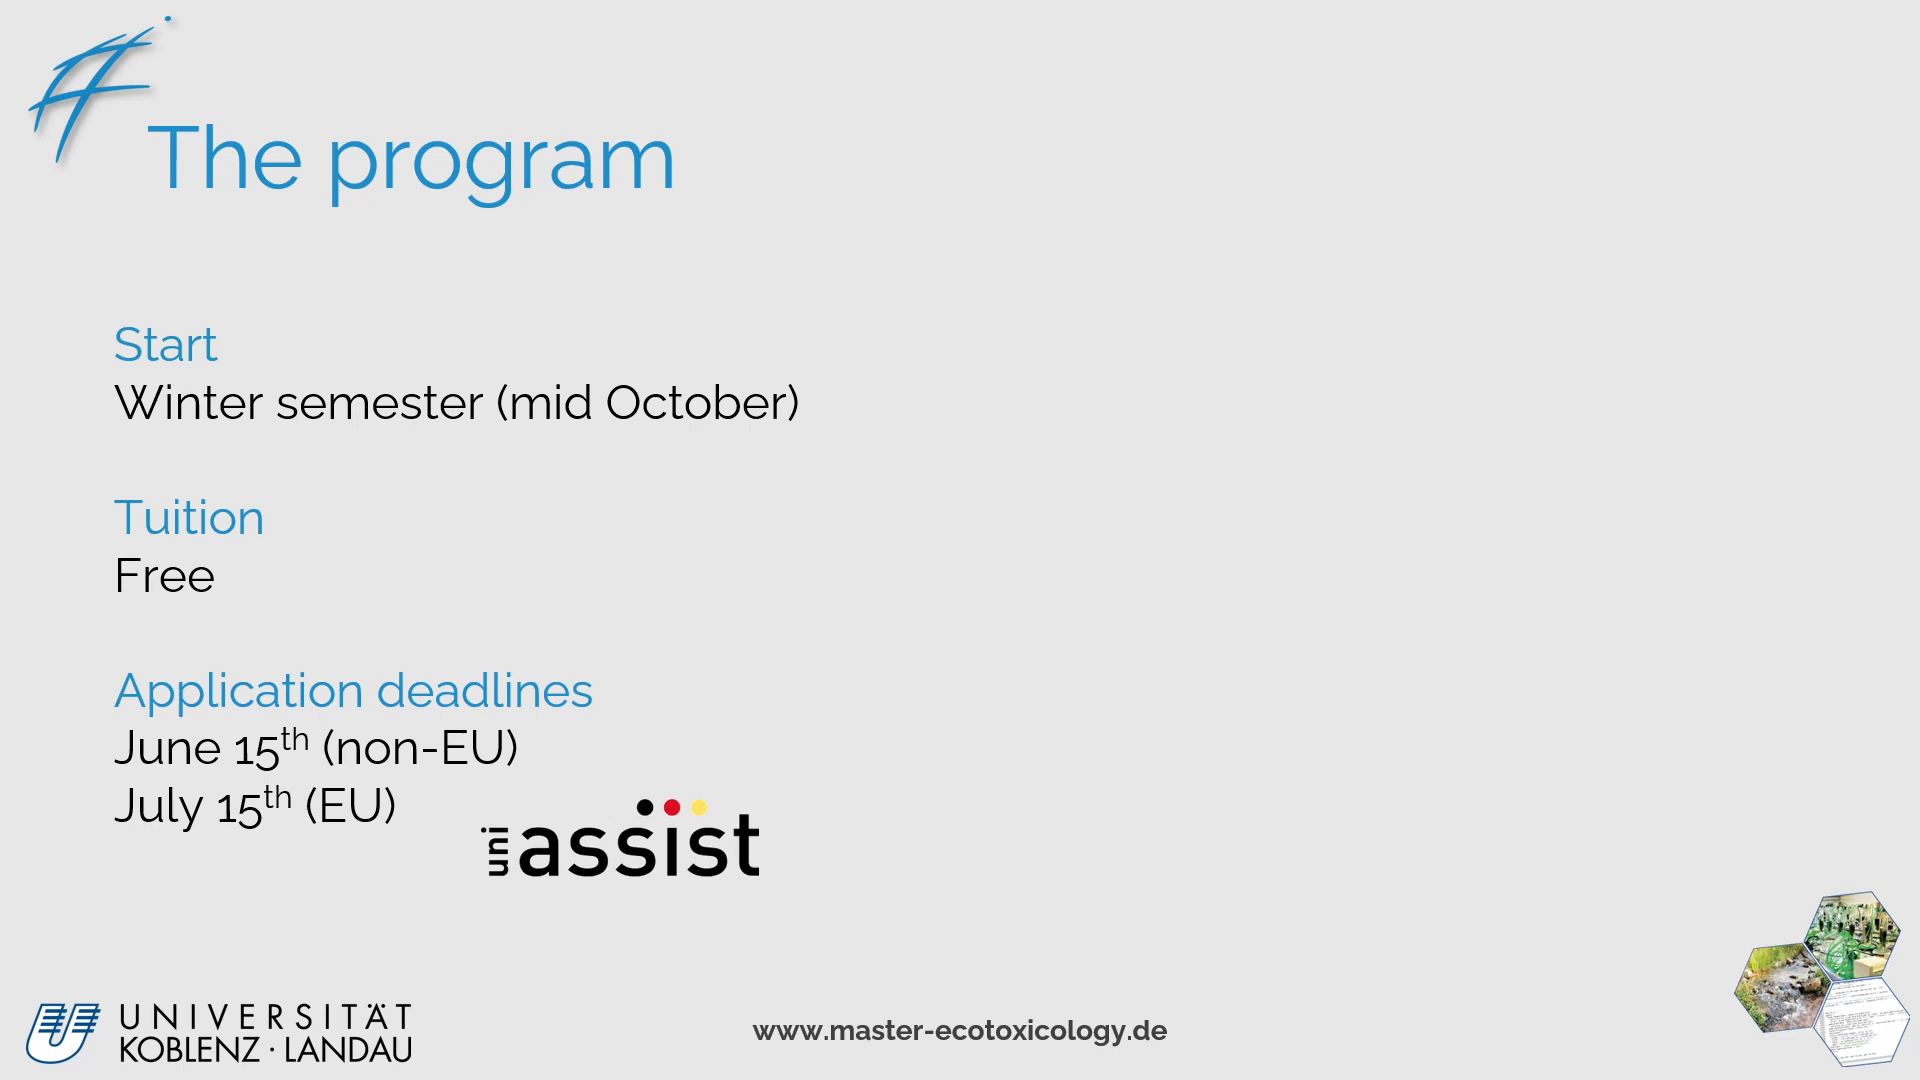 The program
Start
Winter semester (mid October)
Tuition
Free
Application deadlines
June 15th (non-EU)
July 15th (EU)
uni assist
UNIVERSITÄT
KOBLENZ · LANDAU
www.master-ecotoxicology.de